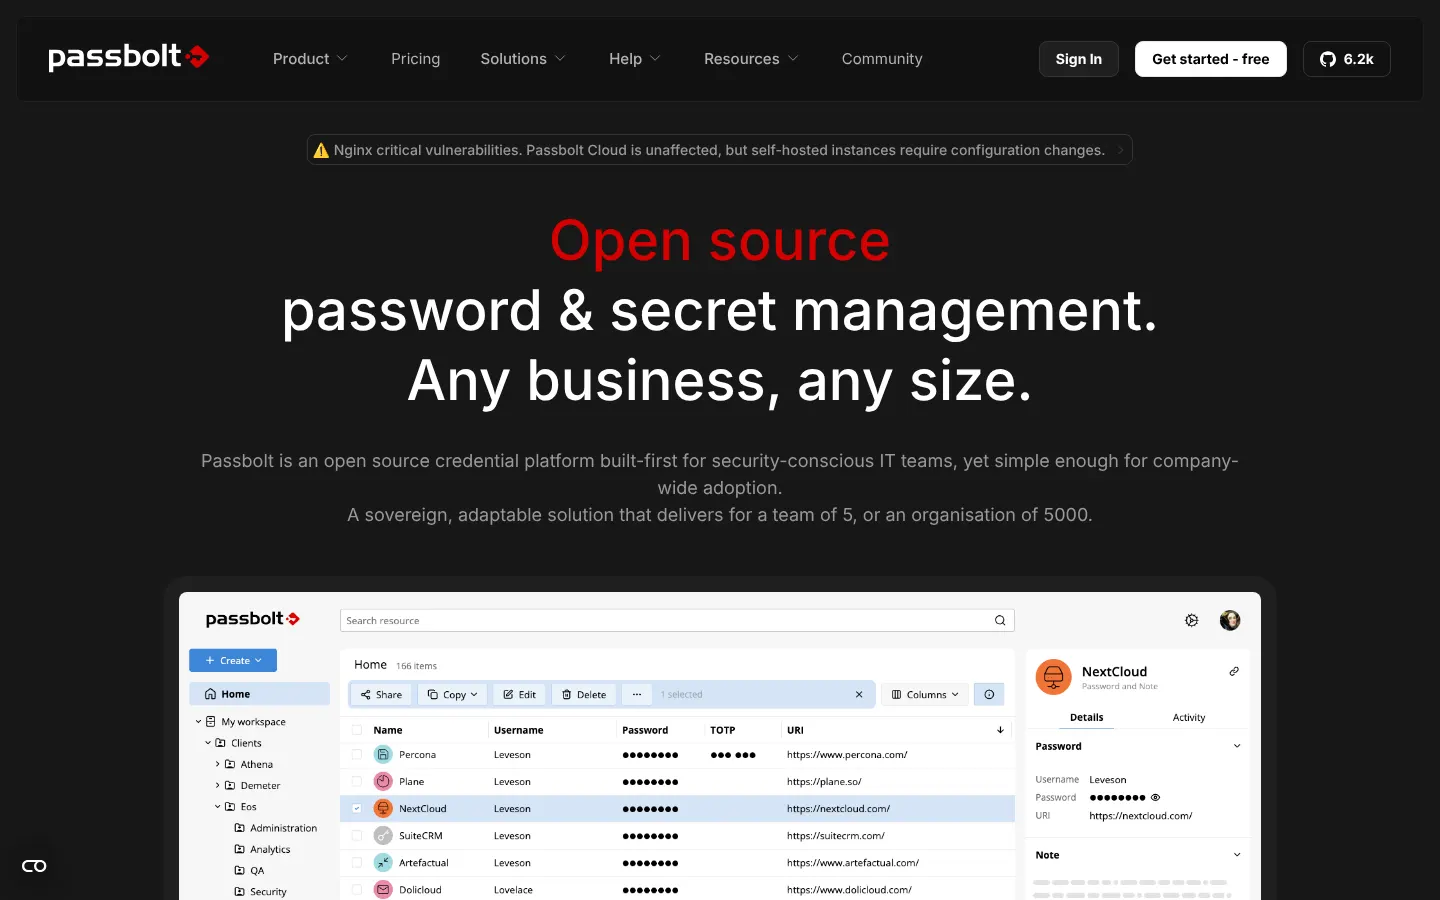 passbolt
Product
Pricing
Solutions
Help
Resources
Community
Sign In
Get started - free
6.2k
⚠️ Nginx critical vulnerabilities. Passbolt Cloud is unaffected, but self-hosted instances require configuration changes.
Open source
password & secret management.
Any business, any size.
Passbolt is an open source credential platform built-first for security-conscious IT teams, yet simple enough for company-
wide adoption.
A sovereign, adaptable solution that delivers for a team of 5, or an organisation of 5000.
passbolt
Search resource
+ Create
Home
My workspace
Clients
Athena
Demeter
Eos
Administration
Analytics
QA
Security
Home 166 items
Share Copy Edit Delete ... 1 selected Columns
Name Username Password TOTP URI
Percona Leveson ●●●●●●●● ●●● ●●● https://www.percona.com/
Plane Leveson ●●●●●●●● https://plane.so/
NextCloud Leveson ●●●●●●●● https://nextcloud.com/
SuiteCRM Leveson ●●●●●●●● https://suitecrm.com/
Artefactual Leveson ●●●●●●●● https://www.artefactual.com/
Dolicloud Lovelace ●●●●●●●● https://www.dolicloud.com/
NextCloud
Password and Note
Details Activity
Password
Username Leveson
Password ●●●●●●●●
URI https://nextcloud.com/
Note